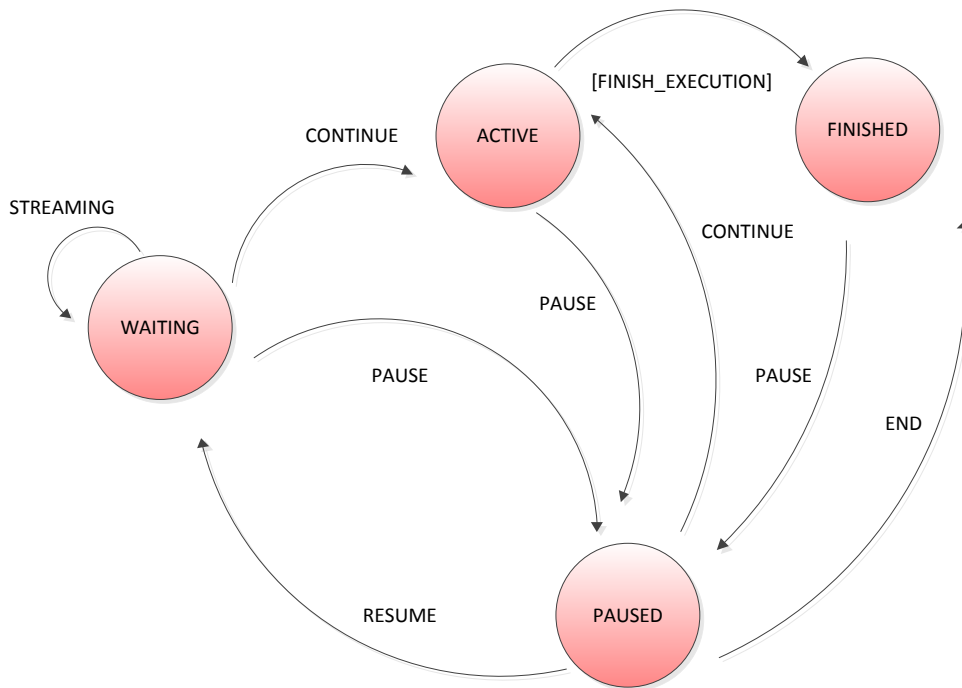 [FINISH_EXECUTION]
ACTIVE
FINISHED
CONTINUE
STREAMING
CONTINUE
PAUSE
WAITING
PAUSE
PAUSE
END
RESUME
PAUSED